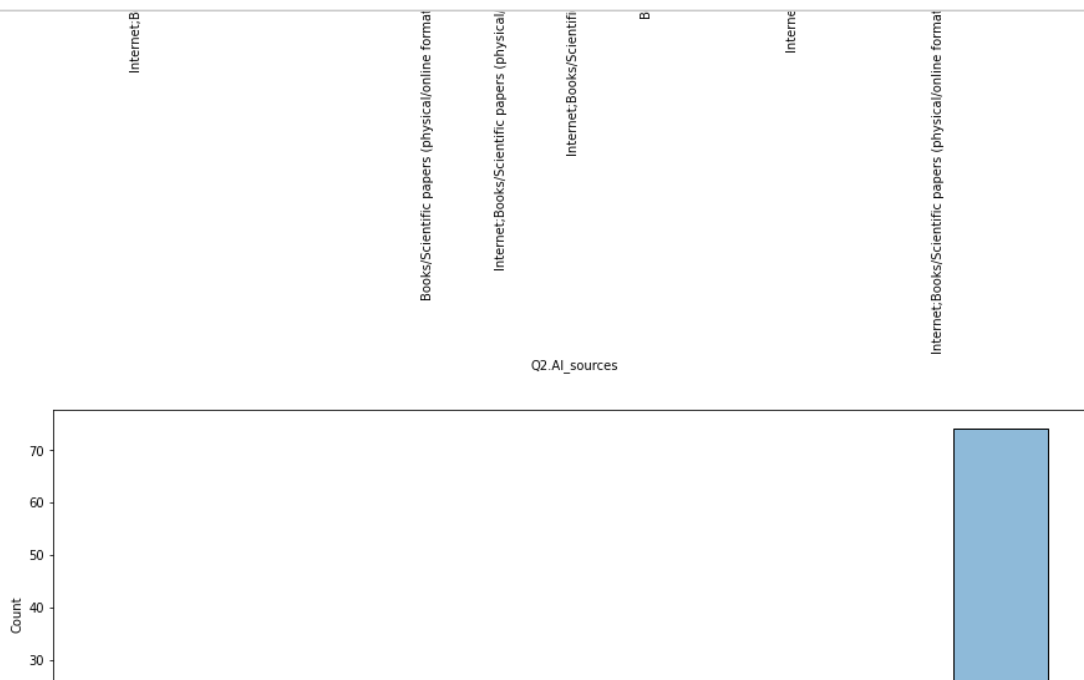 Internet;B
Books/Scientific papers (physical/online format
Internet;Books/Scientific papers (physical/
Internet;Books/Scientifi
B
Interne
Internet;Books/Scientific papers (physical/online format
Q2.AI_sources
70
60
50
40
30
Count